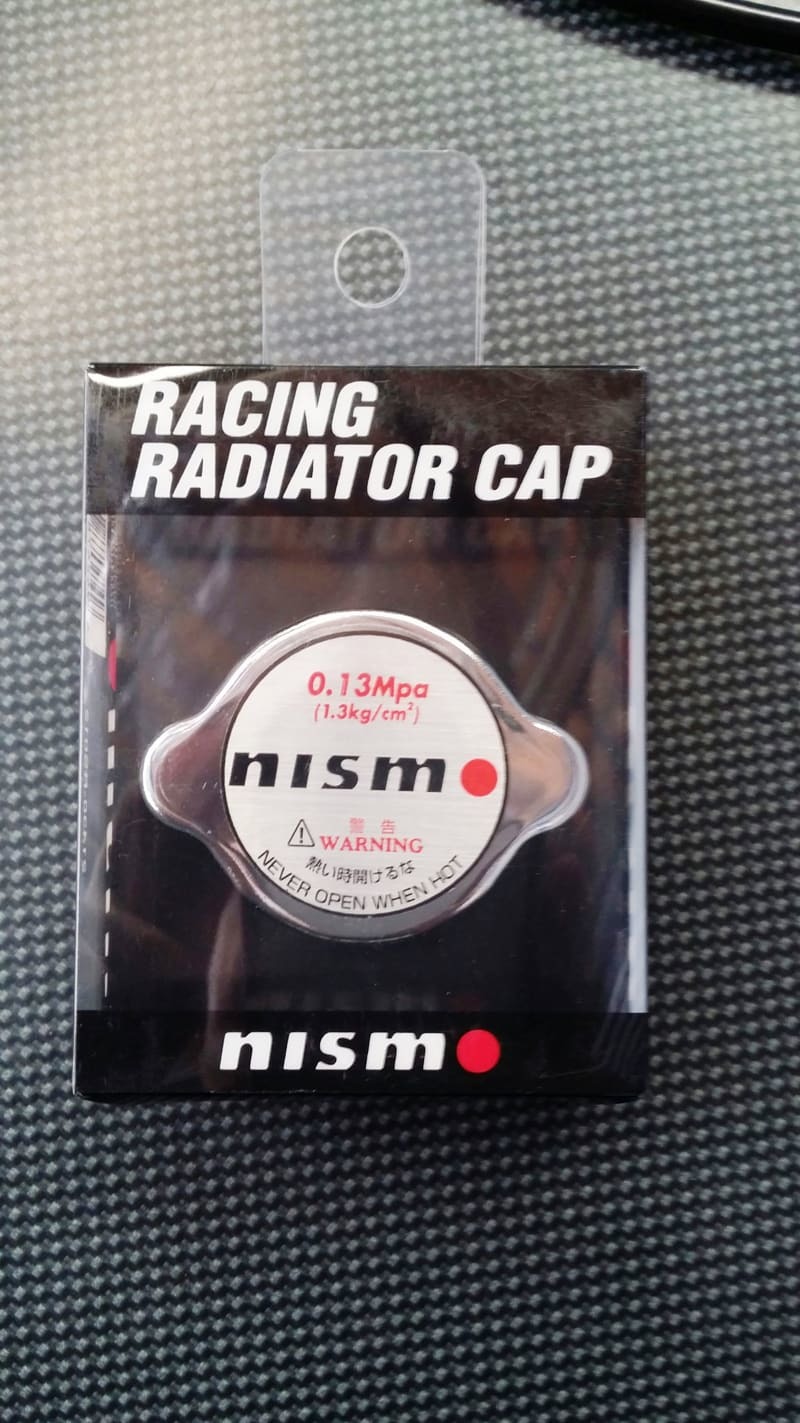 RACING
RADIATOR CAP
0.13Mpa
(1.3kg/cm²)
nismo
警告
WARNING
熱い時開けるな
NEVER OPEN WHEN HOT
nismo